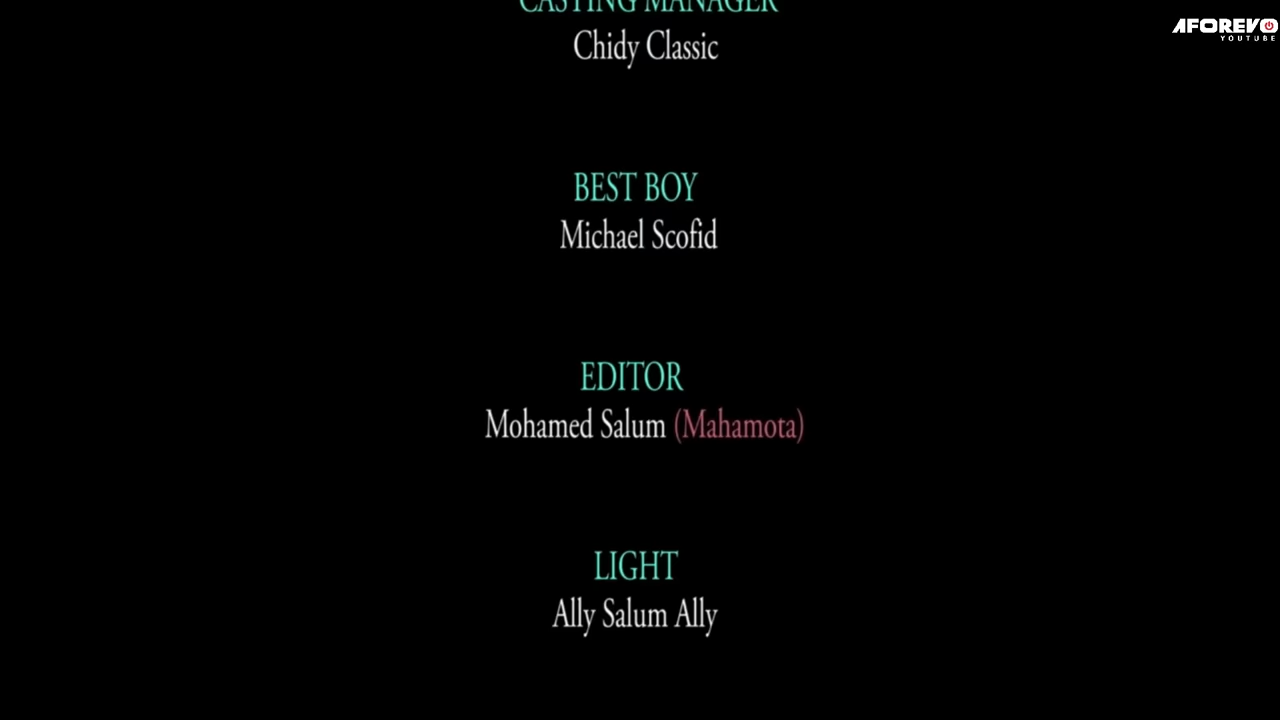 CASTING MANAGER
AFOREVO
YOUTUBE
Chidy Classic
BEST BOY
Michael Scofid
EDITOR
Mohamed Salum (Mahamota)
LIGHT
Ally Salum Ally